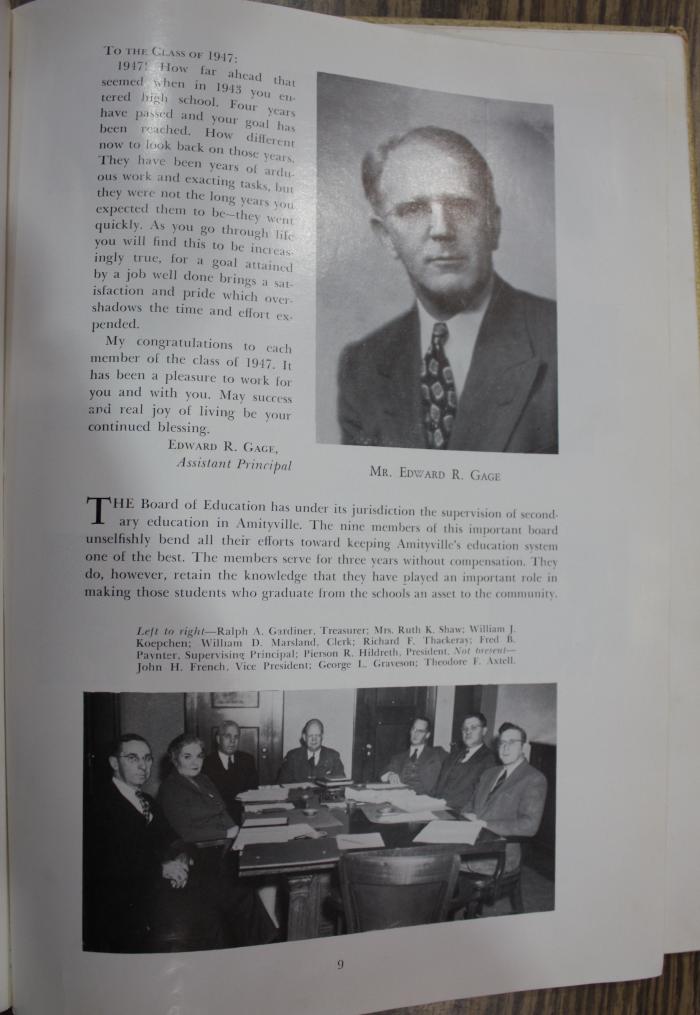 TO THE CLASS OF 1947:
1947! How far ahead that
seemed when in 1943 you en-
tered high school. Four years
have passed and your goal has
been reached. How different
now to look back on those years.
They have been years of ardu-
ous work and exacting tasks, but
they were not the long years you
expected them to be—they went
quickly. As you go through life
you will find this to be increas-
ingly true, for a goal attained
by a job well done brings a sat-
isfaction and pride which over-
shadows the time and effort ex-
pended.
My congratulations to each
member of the class of 1947. It
has been a pleasure to work for
you and with you. May success
and real joy of living be your
continued blessing.
EDWARD R. GAGE,
Assistant Principal
MR. EDWARD R. GAGE
THE Board of Education has under its jurisdiction the supervision of second-
ary education in Amityville. The nine members of this important board
unselfishly bend all their efforts toward keeping Amityville's education system
one of the best. The members serve for three years without compensation. They
do, however, retain the knowledge that they have played an important role in
making those students who graduate from the schools an asset to the community.
Left to right—Ralph A. Gardiner, Treasurer; Mrs. Ruth K. Shaw; William J.
Koepchen; William D. Marsland, Clerk; Richard F. Thackeray; Fred B.
Paynter, Supervising Principal; Pierson R. Hildreth, President. Not present—
John H. French, Vice President; George L. Graveson; Theodore F. Axtell.
9